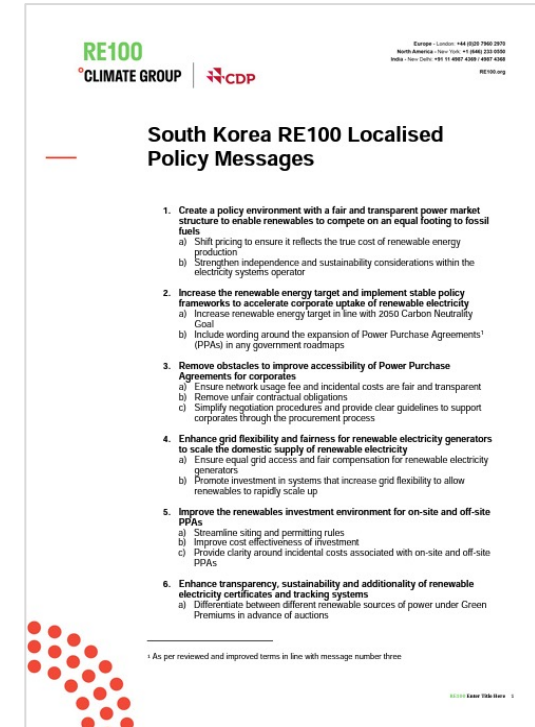 RE100
°CLIMATE GROUP
CDP
Europe - London: +44 (0)20 7960 2970
North America - New York: +1 (646) 233 0550
India - New Delhi: +91 11 4987 4369 / 4987 4368
RE100.org
South Korea RE100 Localised
Policy Messages
1. Create a policy environment with a fair and transparent power market
structure to enable renewables to compete on an equal footing to fossil
fuels
a) Shift pricing to ensure it reflects the true cost of renewable energy
production
b) Strengthen independence and sustainability considerations within the
electricity systems operator
2. Increase the renewable energy target and implement stable policy
frameworks to accelerate corporate uptake of renewable electricity
a) Increase renewable energy target in line with 2050 Carbon Neutrality
Goal
b) Include wording around the expansion of Power Purchase Agreements¹
(PPAs) in any government roadmaps
3. Remove obstacles to improve accessibility of Power Purchase
Agreements for corporates
a) Ensure network usage fee and incidental costs are fair and transparent
b) Remove unfair contractual obligations
c) Simplify negotiation procedures and provide clear guidelines to support
corporates through the procurement process
4. Enhance grid flexibility and fairness for renewable electricity generators
to scale the domestic supply of renewable electricity
a) Ensure equal grid access and fair compensation for renewable electricity
generators
b) Promote investment in systems that increase grid flexibility to allow
renewables to rapidly scale up
5. Improve the renewables investment environment for on-site and off-site
PPAs
a) Streamline siting and permitting rules
b) Improve cost effectiveness of investment
c) Provide clarity around incidental costs associated with on-site and off-site
PPAs
6. Enhance transparency, sustainability and additionality of renewable
electricity certificates and tracking systems
a) Differentiate between different renewable sources of power under Green
Premiums in advance of auctions
¹ As per reviewed and improved terms in line with message number three
RE100 Enter Title Here 1